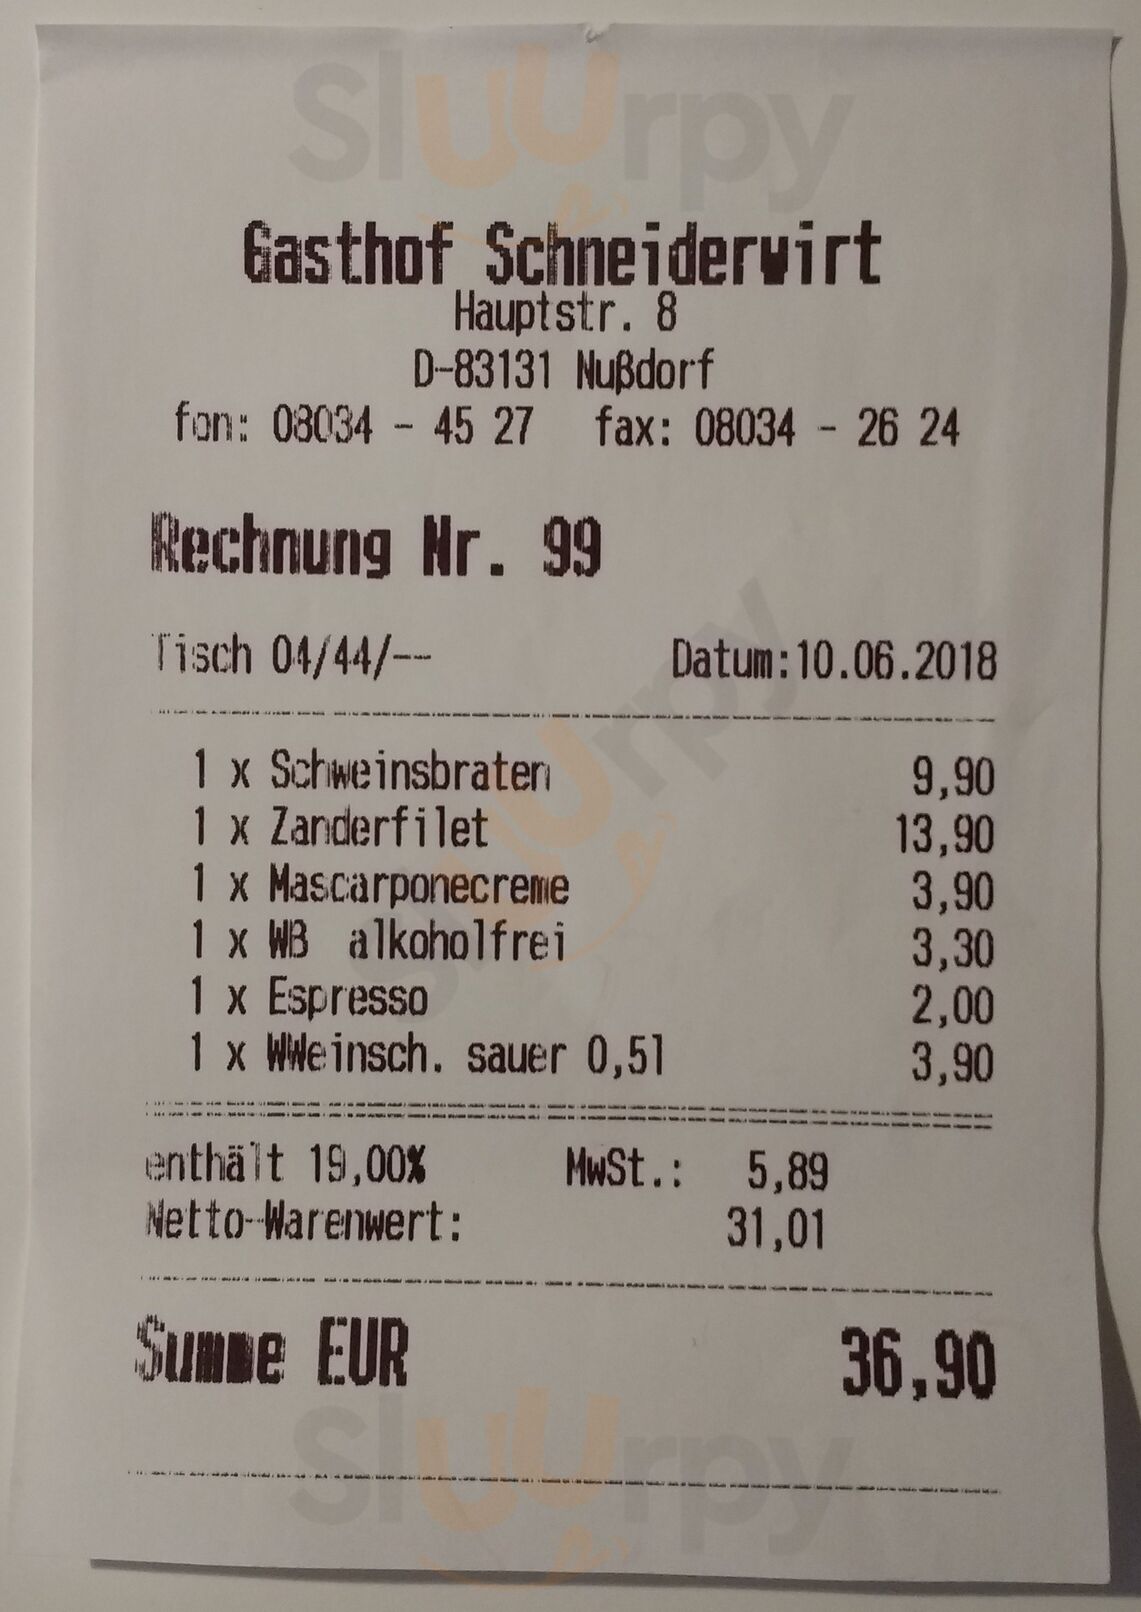 Sluurpy
Gasthof Schneiderwirt
Hauptstr. 8
D-83131 Nußdorf
fon: 08034 - 45 27 fax: 08034 - 26 24
Rechnung Nr. 99
Tisch 04/44/-- Datum:10.06.2018
Sluurpy
1 x Schweinsbraten 9,90
1 x Zanderfilet 13,90
1 x Mascarponecreme 3,90
1 x WB alkoholfrei 3,30
1 x Espresso 2,00
1 x WWeinsch. sauer 0,5l 3,90
enthält 19,00% MwSt.: 5,89
Netto-Warenwert: 31,01
Summe EUR 36,90
Sluurpy